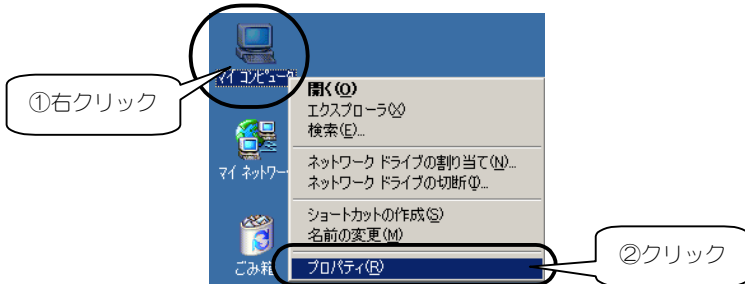 マイ コンピュータ
①右クリック
開く(O)
エクスプローラ(X)
検索(E)...
マイ ネットワー
ネットワーク ドライブの割り当て(N)...
ネットワーク ドライブの切断(I)...
ショートカットの作成(S)
名前の変更(M)
ごみ箱
プロパティ(R)
②クリック